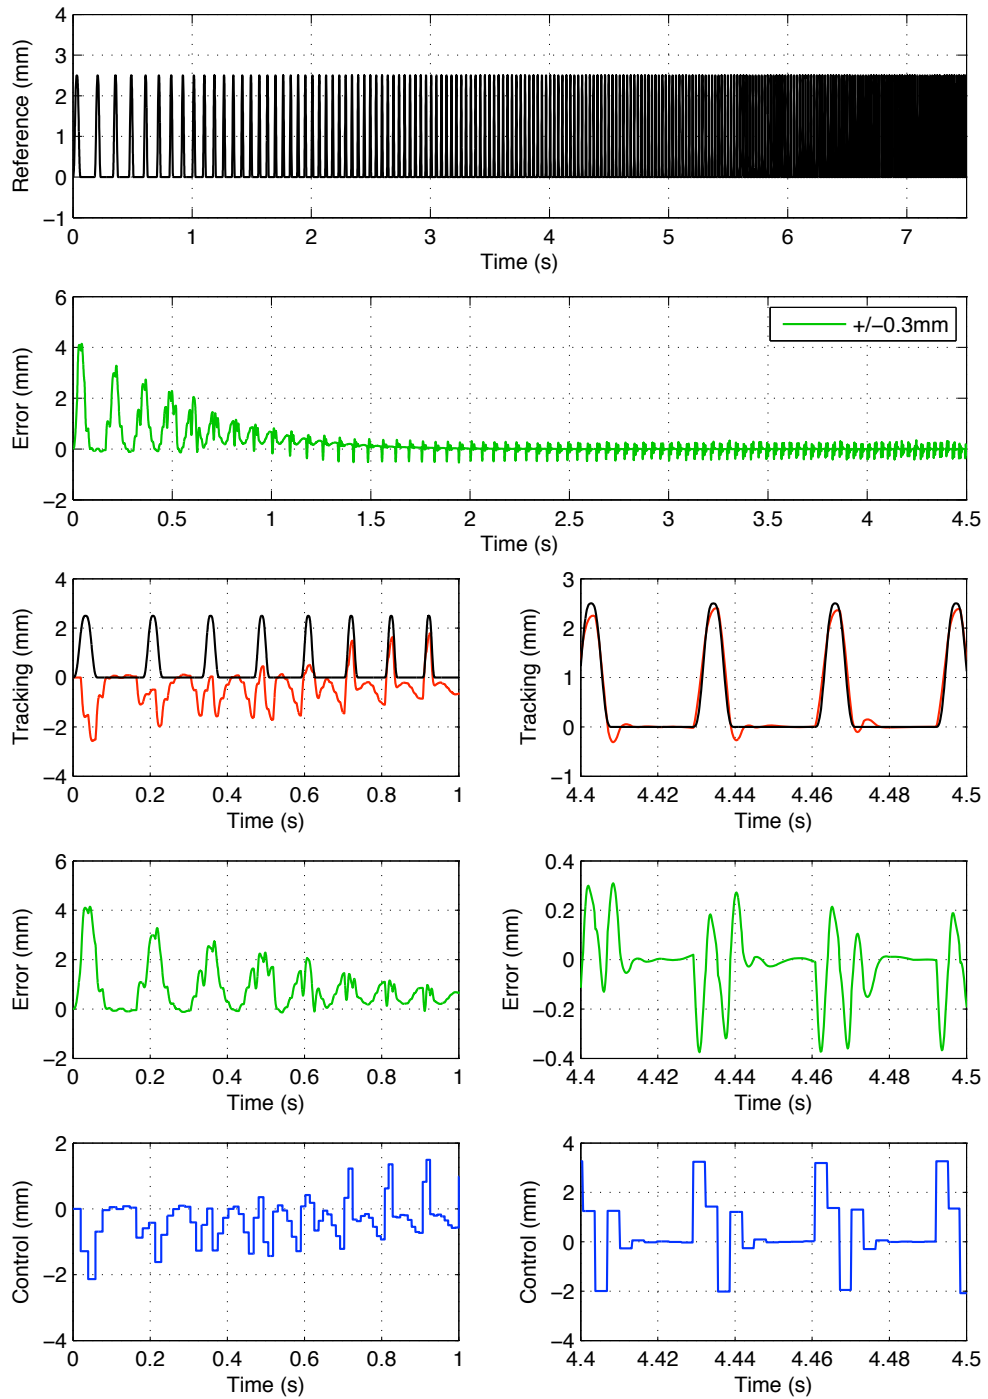 4
3
2
1
0
−1
Reference (mm)
0 1 2 3 4 5 6 7
Time (s)
6
4
2
0
−2
Error (mm)
+/−0.3mm
0 0.5 1 1.5 2 2.5 3 3.5 4 4.5
Time (s)
4
2
0
−2
−4
Tracking (mm)
0 0.2 0.4 0.6 0.8 1
Time (s)
3
2
1
0
−1
Tracking (mm)
4.4 4.42 4.44 4.46 4.48 4.5
Time (s)
6
4
2
0
−2
Error (mm)
0 0.2 0.4 0.6 0.8 1
Time (s)
0.4
0.2
0
−0.2
−0.4
Error (mm)
4.4 4.42 4.44 4.46 4.48 4.5
Time (s)
2
0
−2
−4
Control (mm)
0 0.2 0.4 0.6 0.8 1
Time (s)
4
2
0
−2
−4
Control (mm)
4.4 4.42 4.44 4.46 4.48 4.5
Time (s)